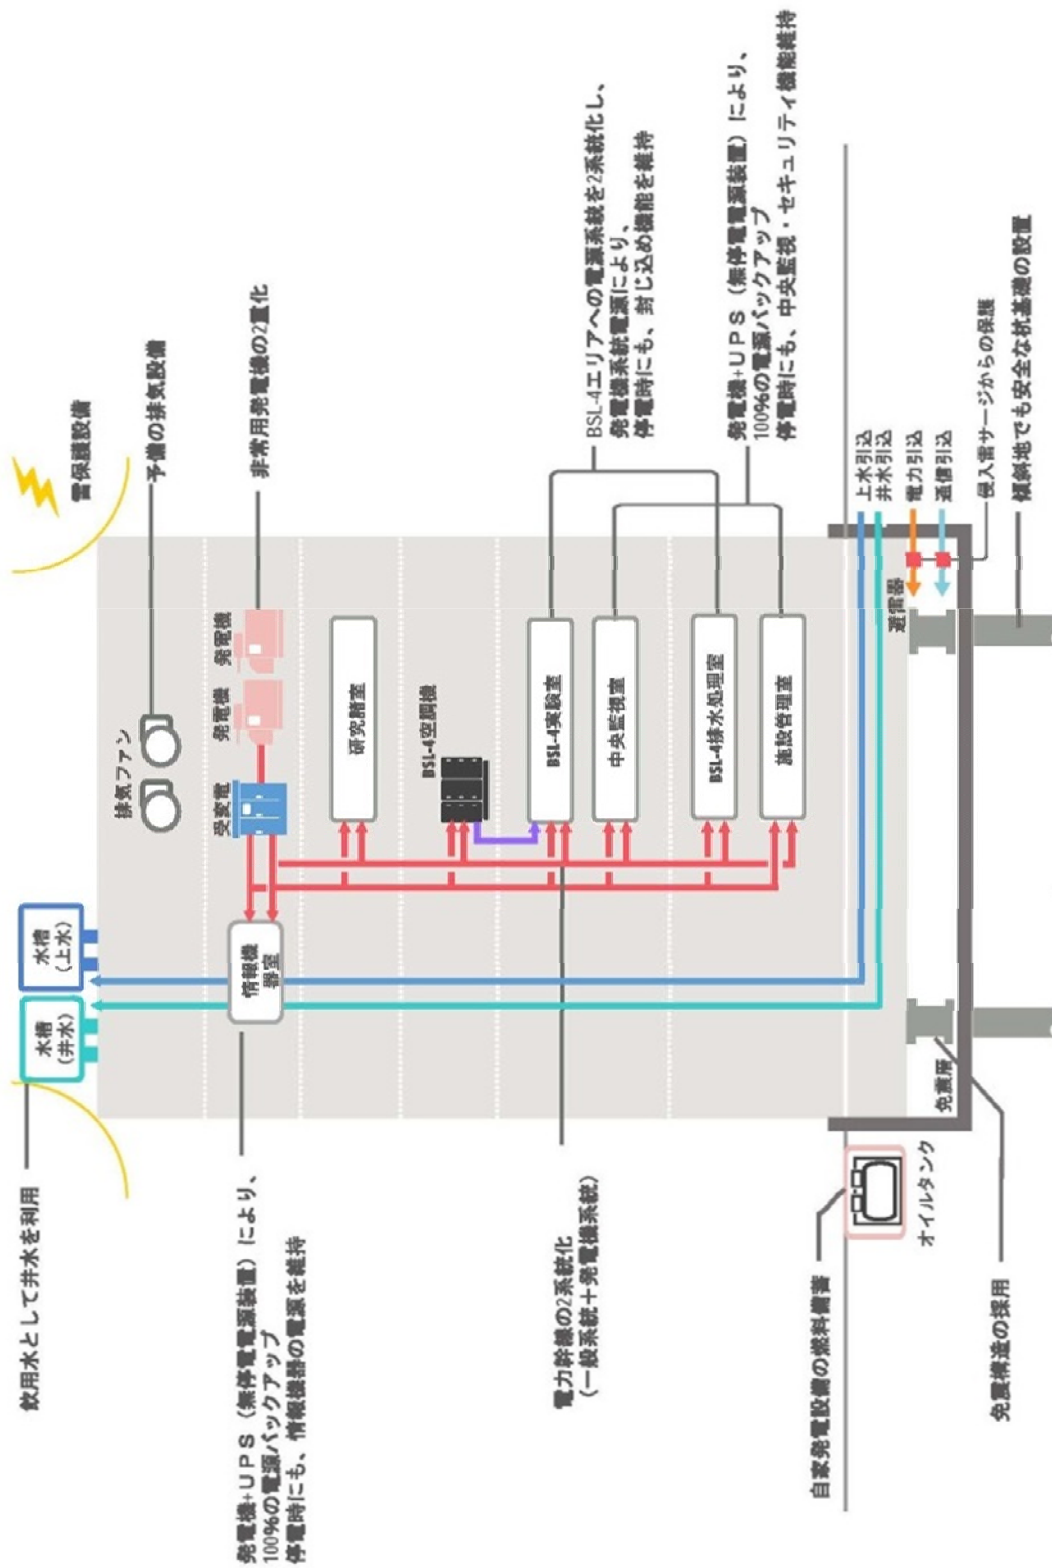 飲用水として井水を利用
水槽
(井水)
水槽
(上水)
雷保護設備
排気ファン
予備の排気設備
受変電
発電機
発電機
非常用発電機の2重化
情報機
器室
発電機+UPS(無停電電源装置)により、
100%の電源バックアップ
停電時にも、情報機器の電源を維持
研究諸室
BSL-4空調機
BSL-4実験室
中央監視室
BSL-4排水処理室
施設管理室
BSL-4エリアへの電源系統を2系統化し、
発電機系統電源により、
停電時にも、封じ込め機能を維持
発電機+UPS(無停電電源装置)により、
100%の電源バックアップ
停電時にも、中央監視・セキュリティ機能維持
電力幹線の2系統化
(一般系統+発電機系統)
上水引込
井水引込
電力引込
通信引込
避雷器
侵入雷サージからの保護
傾斜地でも安全な杭基礎の設置
自家発電設備の燃料備蓄
オイルタンク
免震層
免震構造の採用